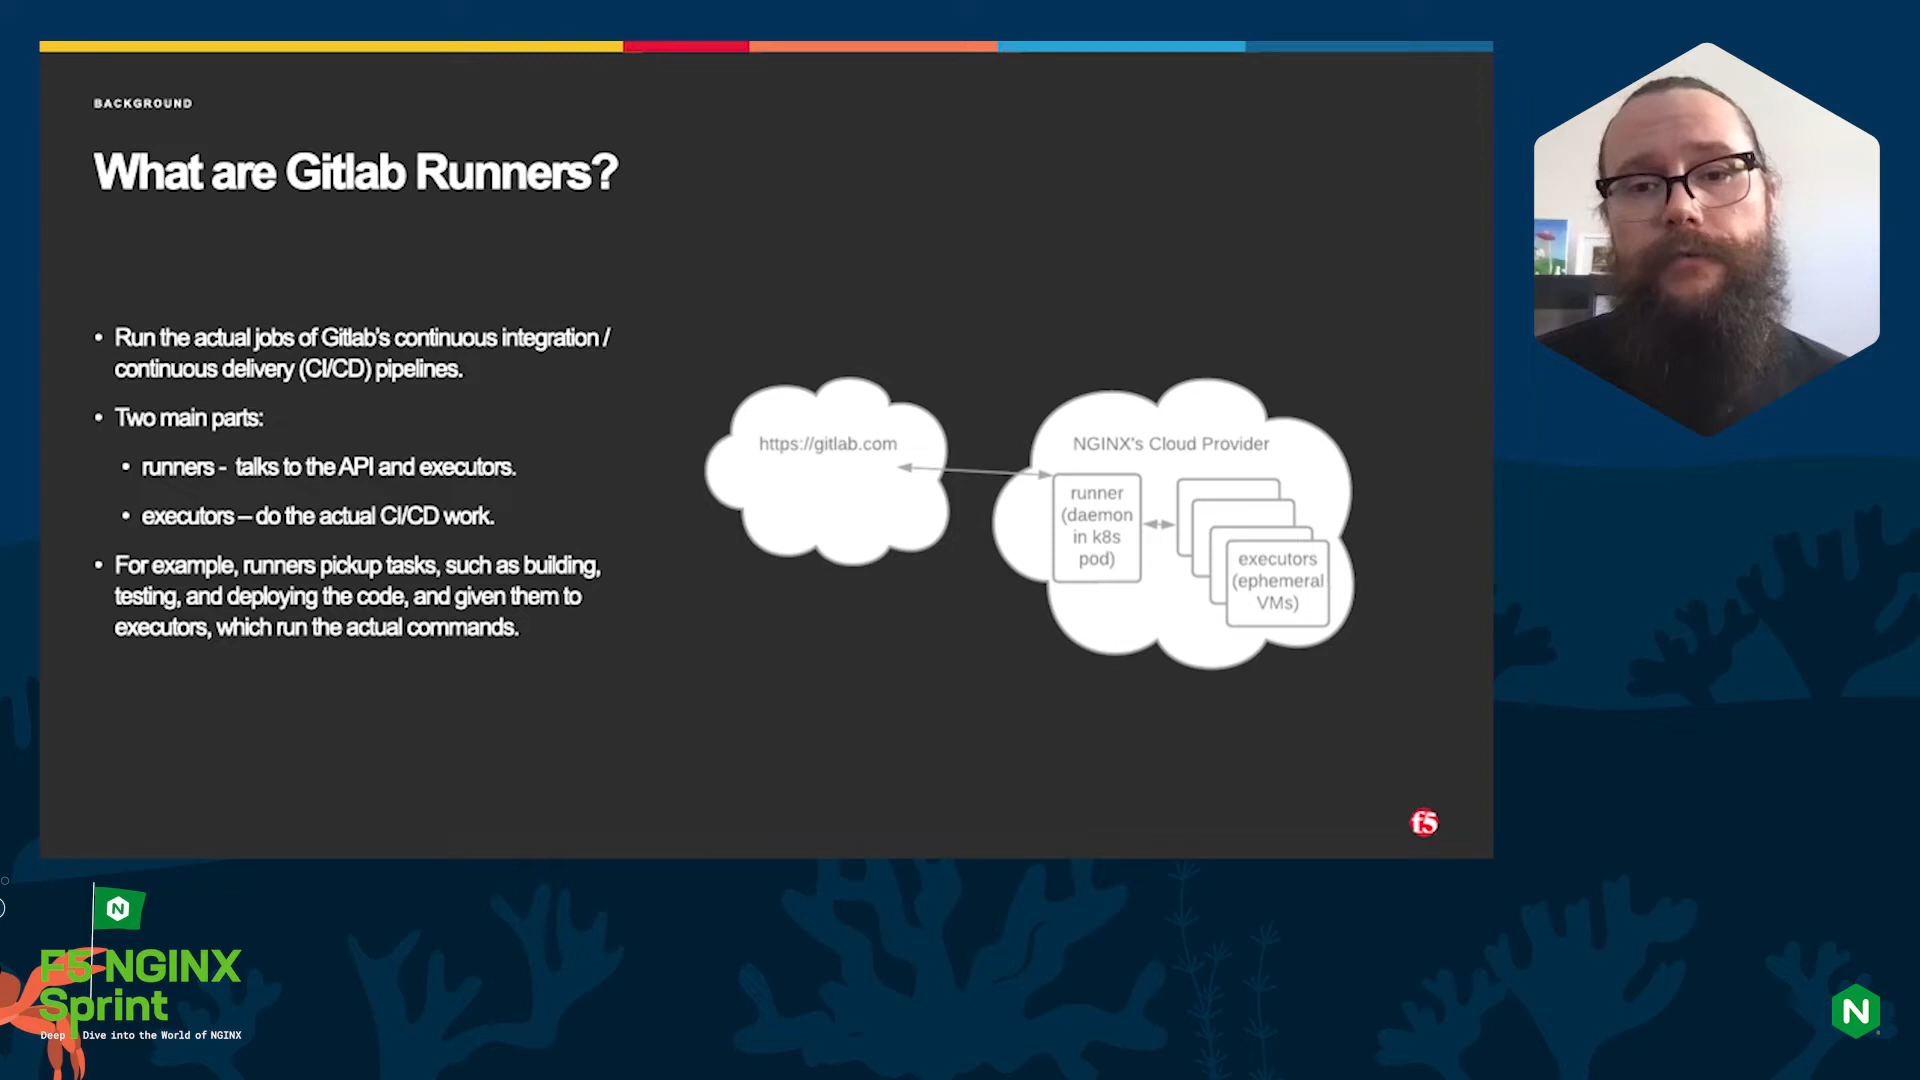 BACKGROUND
What are Gitlab Runners?
• Run the actual jobs of Gitlab's continuous integration /
continuous delivery (CI/CD) pipelines.
• Two main parts:
• runners - talks to the API and executors.
• executors – do the actual CI/CD work.
• For example, runners pickup tasks, such as building,
testing, and deploying the code, and given them to
executors, which run the actual commands.
https://gitlab.com
NGINX's Cloud Provider
runner
(daemon
in k8s
pod)
executors
(ephemeral
VMs)
f5
N
F5 NGINX
Sprint
Deep Dive into the World of NGINX
N